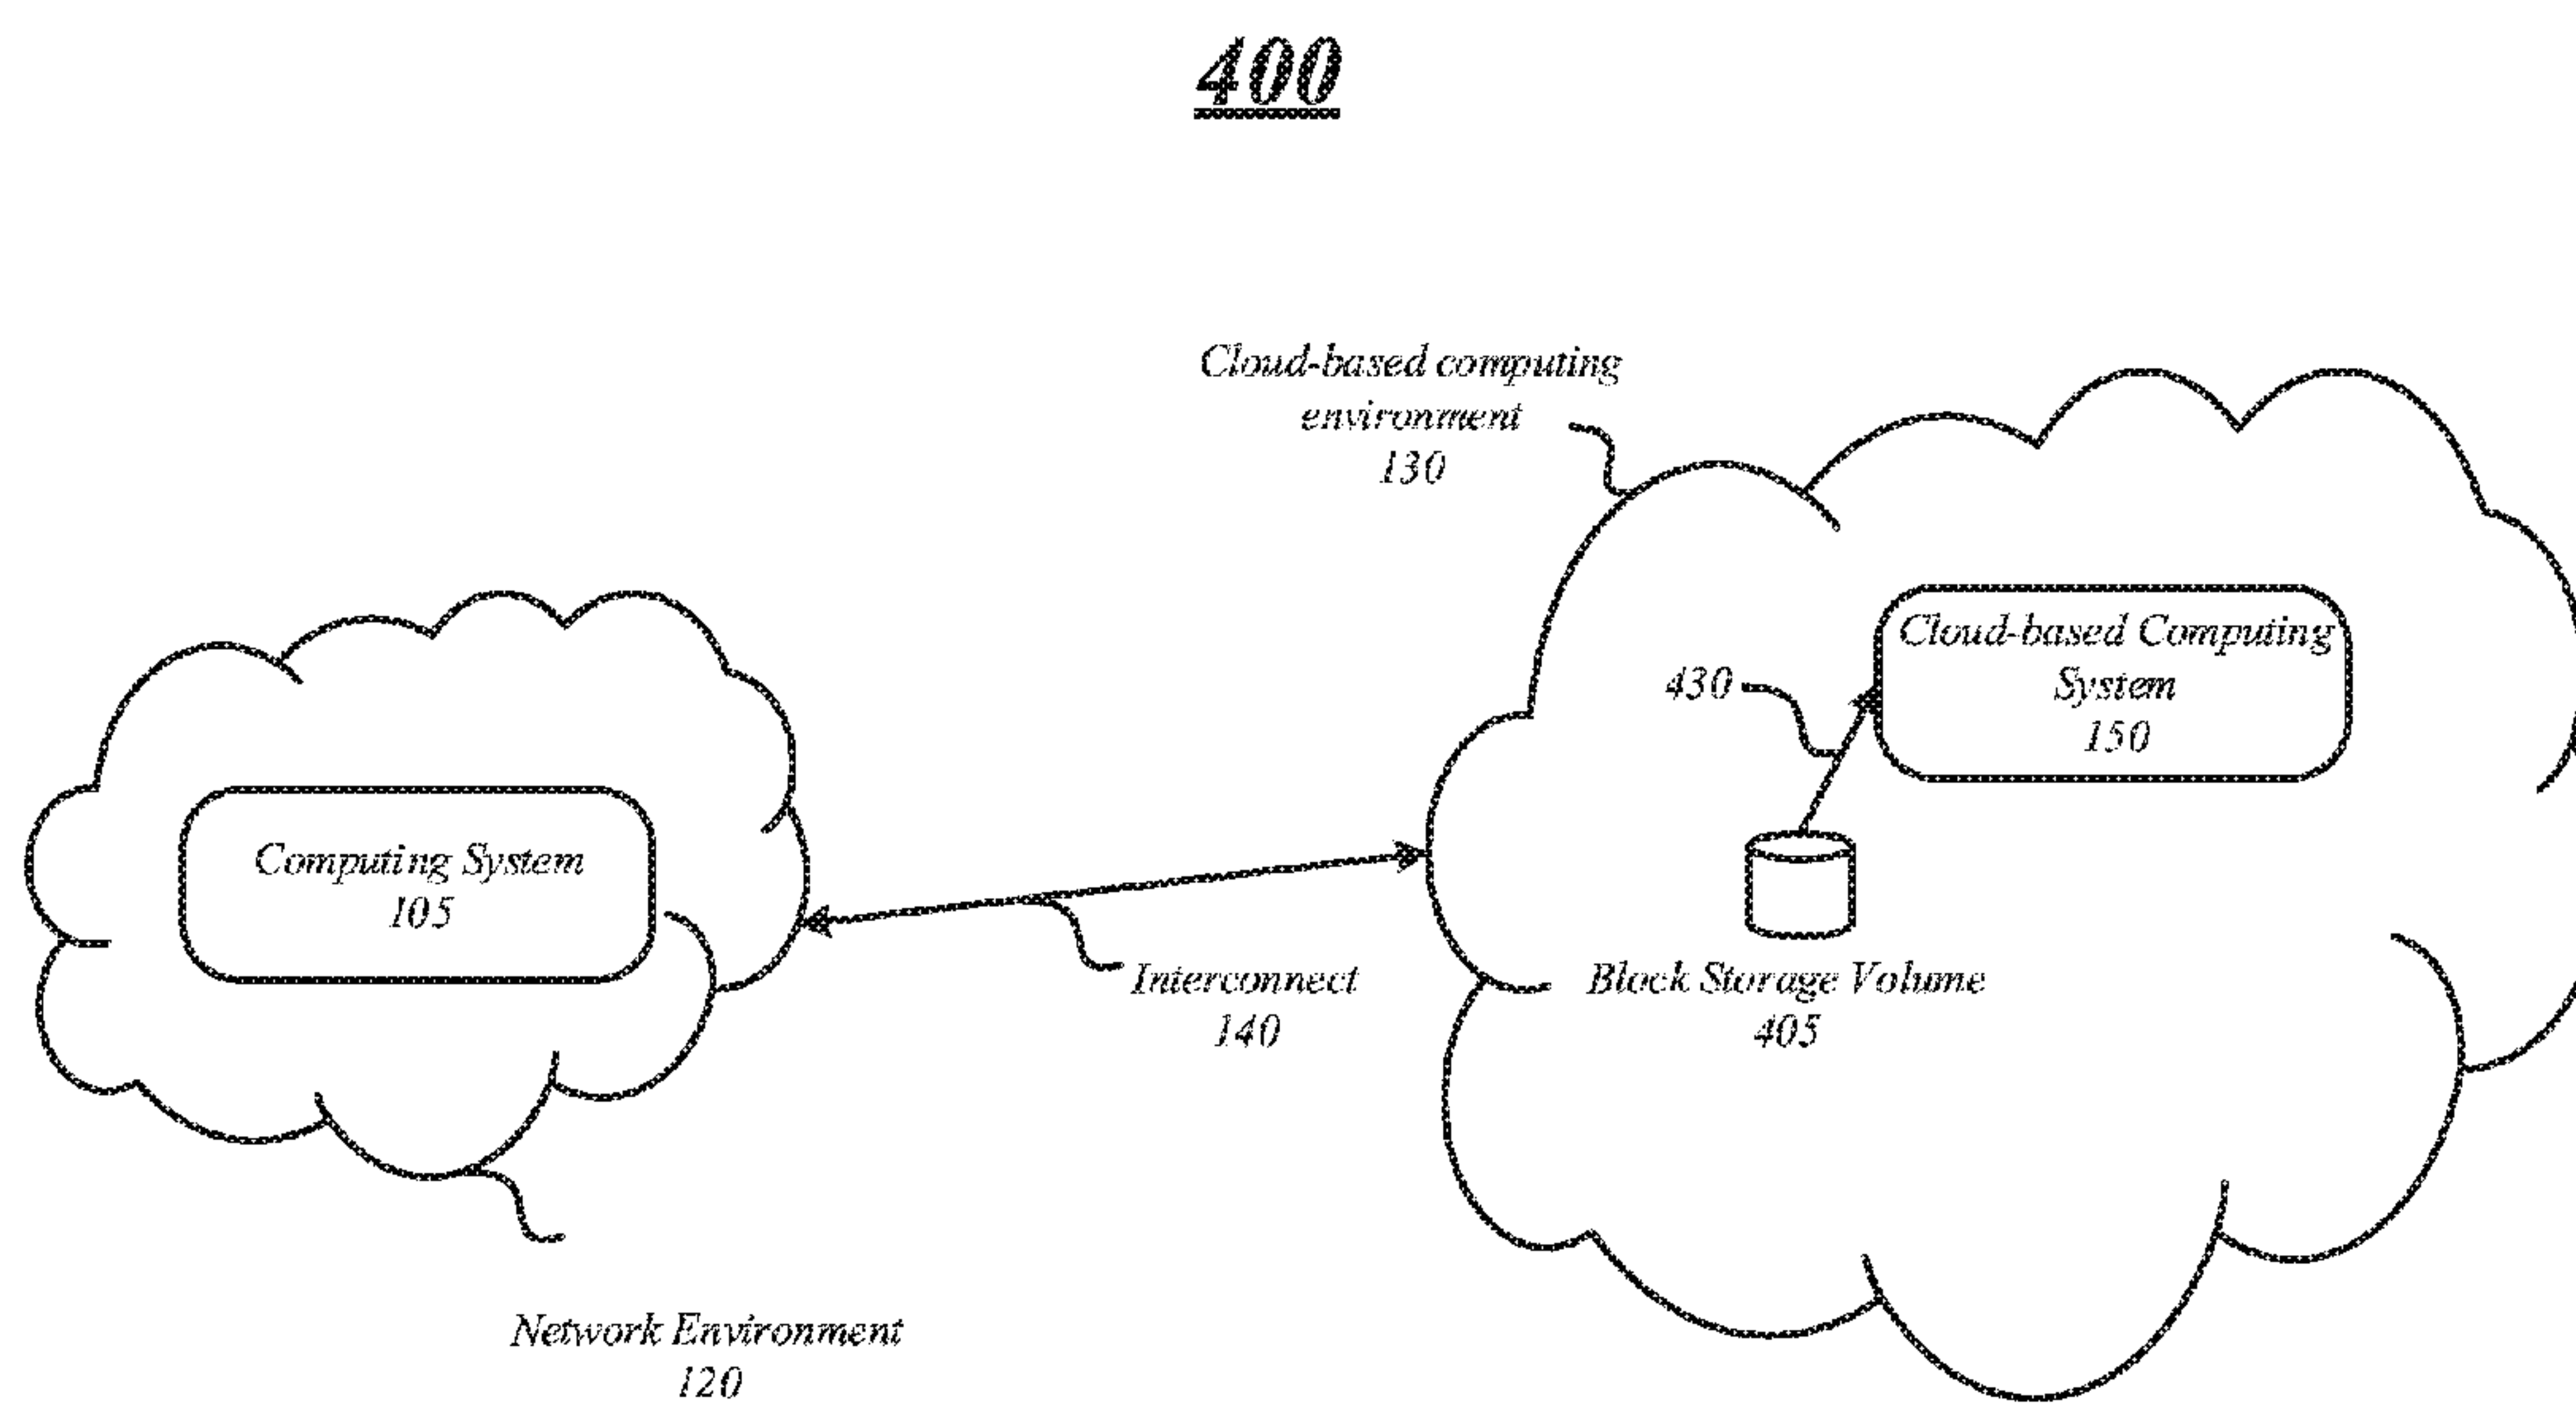 400
Cloud-based computing
environment
130
Cloud-based Computing
System
150
430
Computing System
105
Interconnect
140
Block Storage Volume
405
Network Environment
120